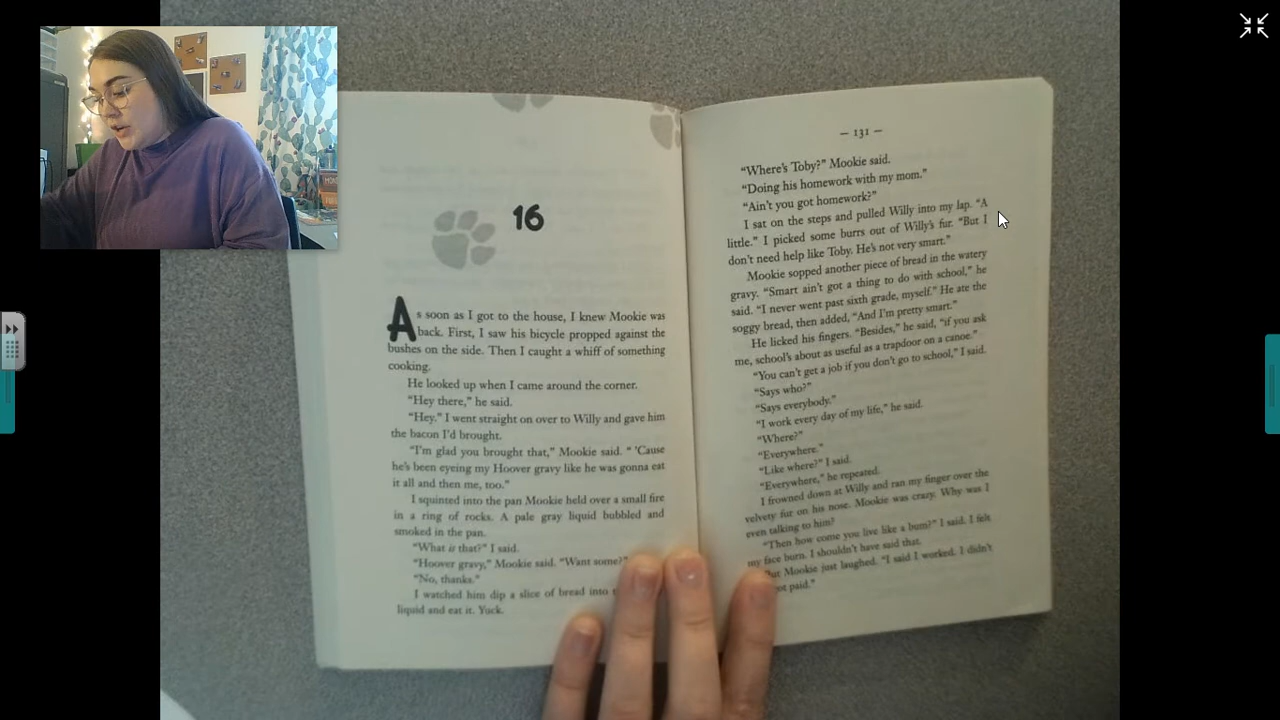 16
As soon as I got to the house, I knew Mookie was
back. First, I saw his bicycle propped against the
bushes on the side. Then I caught a whiff of something
cooking.
He looked up when I came around the corner.
"Hey there," he said.
"Hey." I went straight on over to Willy and gave him
the bacon I'd brought.
"I'm glad you brought that," Mookie said. " 'Cause
he's been eyeing my Hoover gravy like he was gonna eat
it all and then me, too."
I squinted into the pan Mookie held over a small fire
in a ring of rocks. A pale gray liquid bubbled and
smoked in the pan.
"What is that?" I said.
"Hoover gravy," Mookie said. "Want some?"
"No, thanks."
I watched him dip a slice of bread into
liquid and eat it. Yuck.
— 131 —
"Where's Toby?" Mookie said.
"Doing his homework with my mom."
"Ain't you got homework?"
I sat on the steps and pulled Willy into my lap. "A
little." I picked some burrs out of Willy's fur. "But I
don't need help like Toby. He's not very smart."
Mookie sopped another piece of bread in the watery
gravy. "Smart ain't got a thing to do with school," he
said. "I never went past sixth grade, myself." He ate the
soggy bread, then added, "And I'm pretty smart."
He licked his fingers. "Besides," he said, "if you ask
me, school's about as useful as a trapdoor on a canoe."
"You can't get a job if you don't go to school," I said.
"Says who?"
"Says everybody."
"I work every day of my life," he said.
"Where?"
"Everywhere."
"Like where?" I said.
"Everywhere," he repeated.
I frowned down at Willy and ran my finger over the
velvety fur on his nose. Mookie was crazy. Why was I
even talking to him?
"Then how come you live like a bum?" I said. I felt
my face burn. I shouldn't have said that.
But Mookie just laughed. "I said I worked. I didn't
got paid."